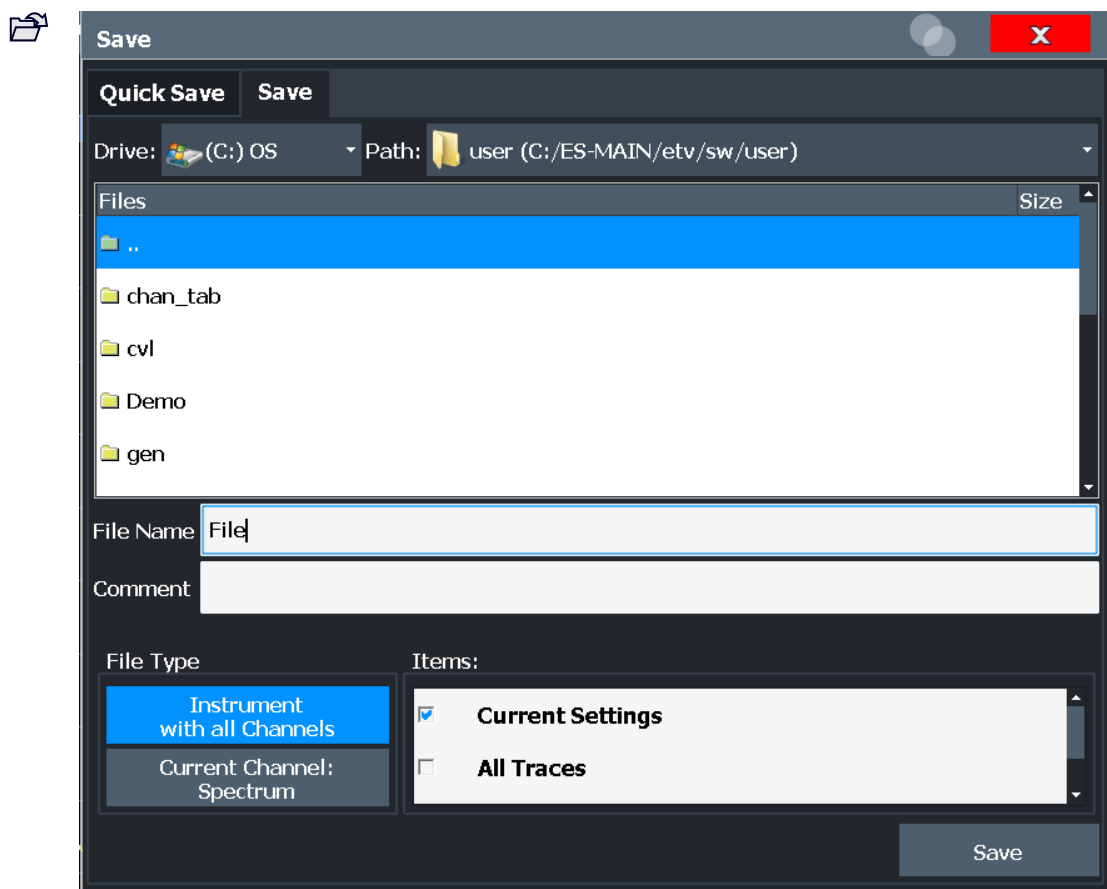 Save
X
Quick Save Save
Drive: (C:) OS Path: user (C:/ES-MAIN/etv/sw/user)
Files Size
..
chan_tab
cvl
Demo
gen
File Name File
Comment
File Type Items:
Instrument
with all Channels
Current Settings
Current Channel:
Spectrum
All Traces
Save